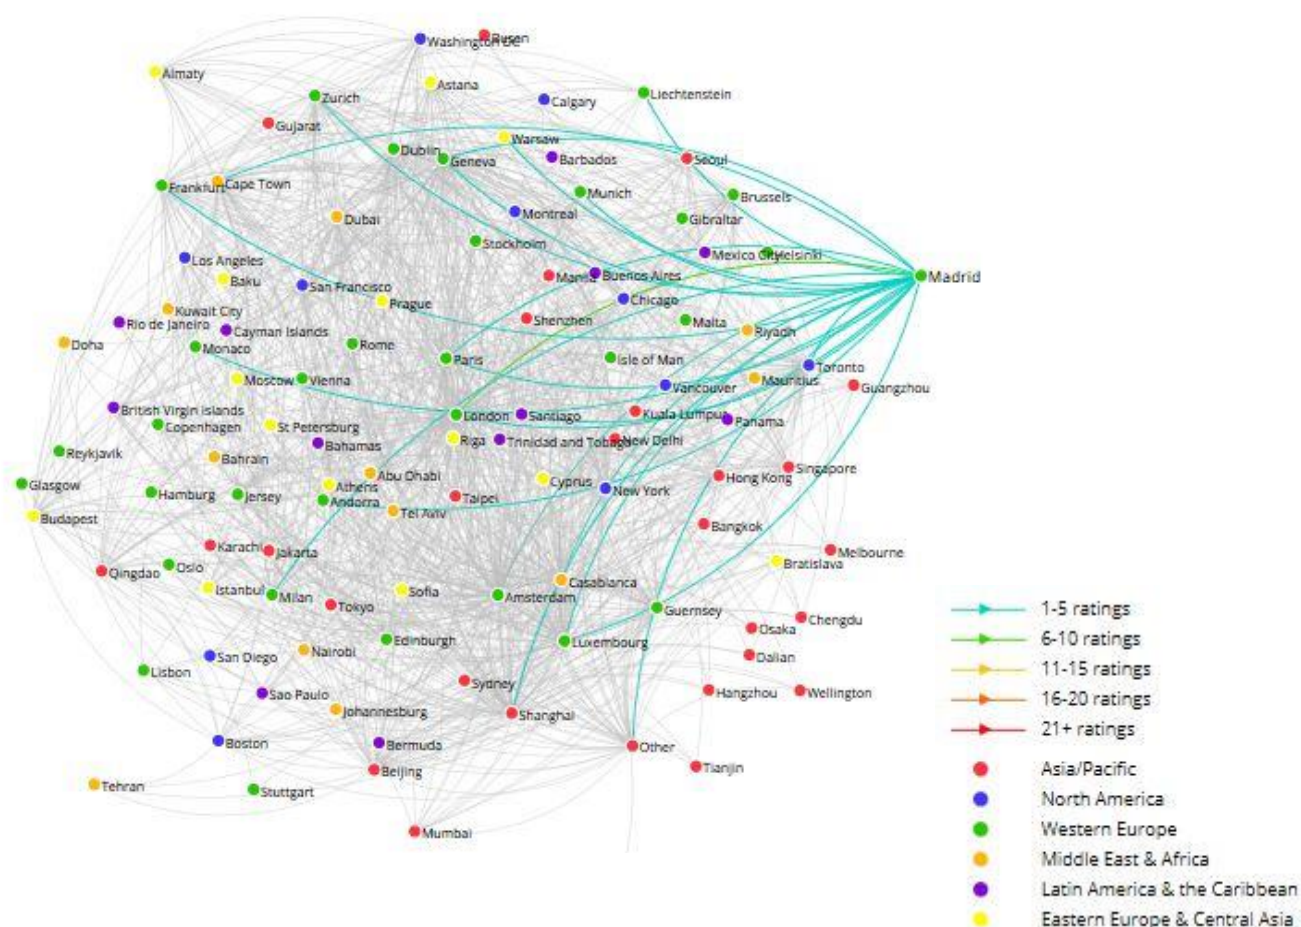 Washington DC
Busen
Almaty
Astana
Zurich
Liechtenstein
Calgary
Gujarat
Warsaw
Dublin
Geneva
Barbados
Seoul
Frankfurt
Cape Town
Munich
Brussels
Dubai
Montreal
Gibraltar
Stockholm
Los Angeles
Mexico City
Helsinki
Baku
San Francisco
Manila
Buenos Aires
Madrid
Prague
Chicago
Kuwait City
Rio de Janeiro
Cayman Islands
Shenzhen
Malta
Riyadh
Doha
Monaco
Rome
Paris
Isle of Man
Toronto
Moscow
Vienna
Vancouver
Mauritius
Guangzhou
British Virgin Islands
Copenhagen
St Petersburg
London
Santiago
Kuala Lumpur
Panama
Bahamas
Riga
Trinidad and Tobago
New Delhi
Reykjavik
Bahrain
Abu Dhabi
Hong Kong
Singapore
Glasgow
Hamburg
Jersey
Athens
Andorra
Taipei
Cyprus
New York
Budapest
Tel Aviv
Bangkok
Karachi
Jakarta
Melbourne
Qingdao
Oslo
Bratislava
Istanbul
Milan
Tokyo
Sofia
Amsterdam
Casablanca
Guernsey
Chengdu
Osaka
Edinburgh
Luxembourg
Lisbon
San Diego
Nairobi
Dalian
Sao Paulo
Sydney
Hangzhou
Wellington
Johannesburg
Shanghai
Boston
Bermuda
Other
Beijing
Tianjin
Tehran
Stuttgart
Mumbai
1-5 ratings
6-10 ratings
11-15 ratings
16-20 ratings
21+ ratings
Asia/Pacific
North America
Western Europe
Middle East & Africa
Latin America & the Caribbean
Eastern Europe & Central Asia